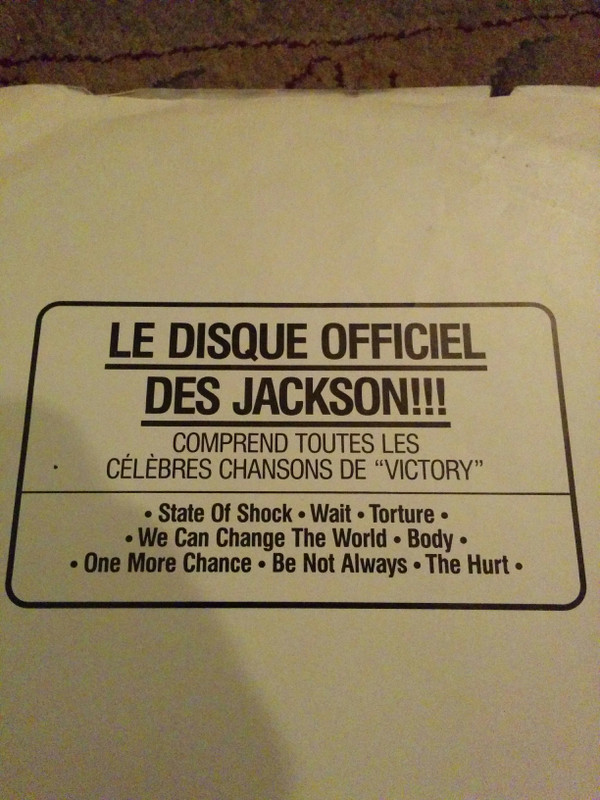 LE DISQUE OFFICIEL
DES JACKSON!!!
COMPREND TOUTES LES
CÉLÈBRES CHANSONS DE “VICTORY”
• State Of Shock • Wait • Torture •
• We Can Change The World • Body •
• One More Chance • Be Not Always • The Hurt •